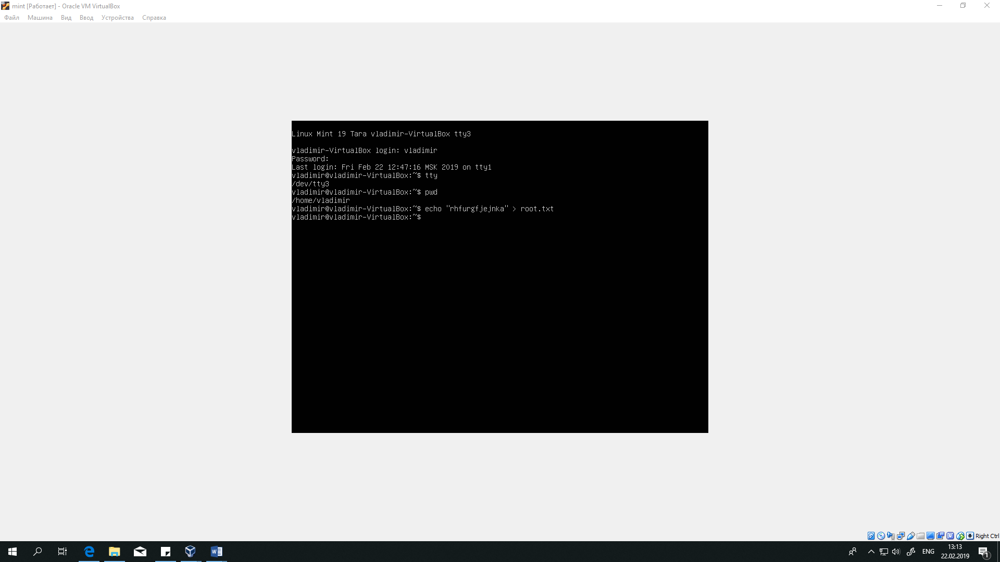 mint [Работает] - Oracle VM VirtualBox
Файл Машина Вид Ввод Устройства Справка
Linux Mint 19 Tara vladimir-VirtualBox tty3
vladimir-VirtualBox login: vladimir
Password:
Last login: Fri Feb 22 12:47:16 MSK 2019 on tty1
vladimir@vladimir-VirtualBox:~$ tty
/dev/tty3
vladimir@vladimir-VirtualBox:~$ pwd
/home/vladimir
vladimir@vladimir-VirtualBox:~$ echo "rhfurgfjejnka" > root.txt
vladimir@vladimir-VirtualBox:~$
Right Ctrl
ENG
13:13
22.02.2019
1